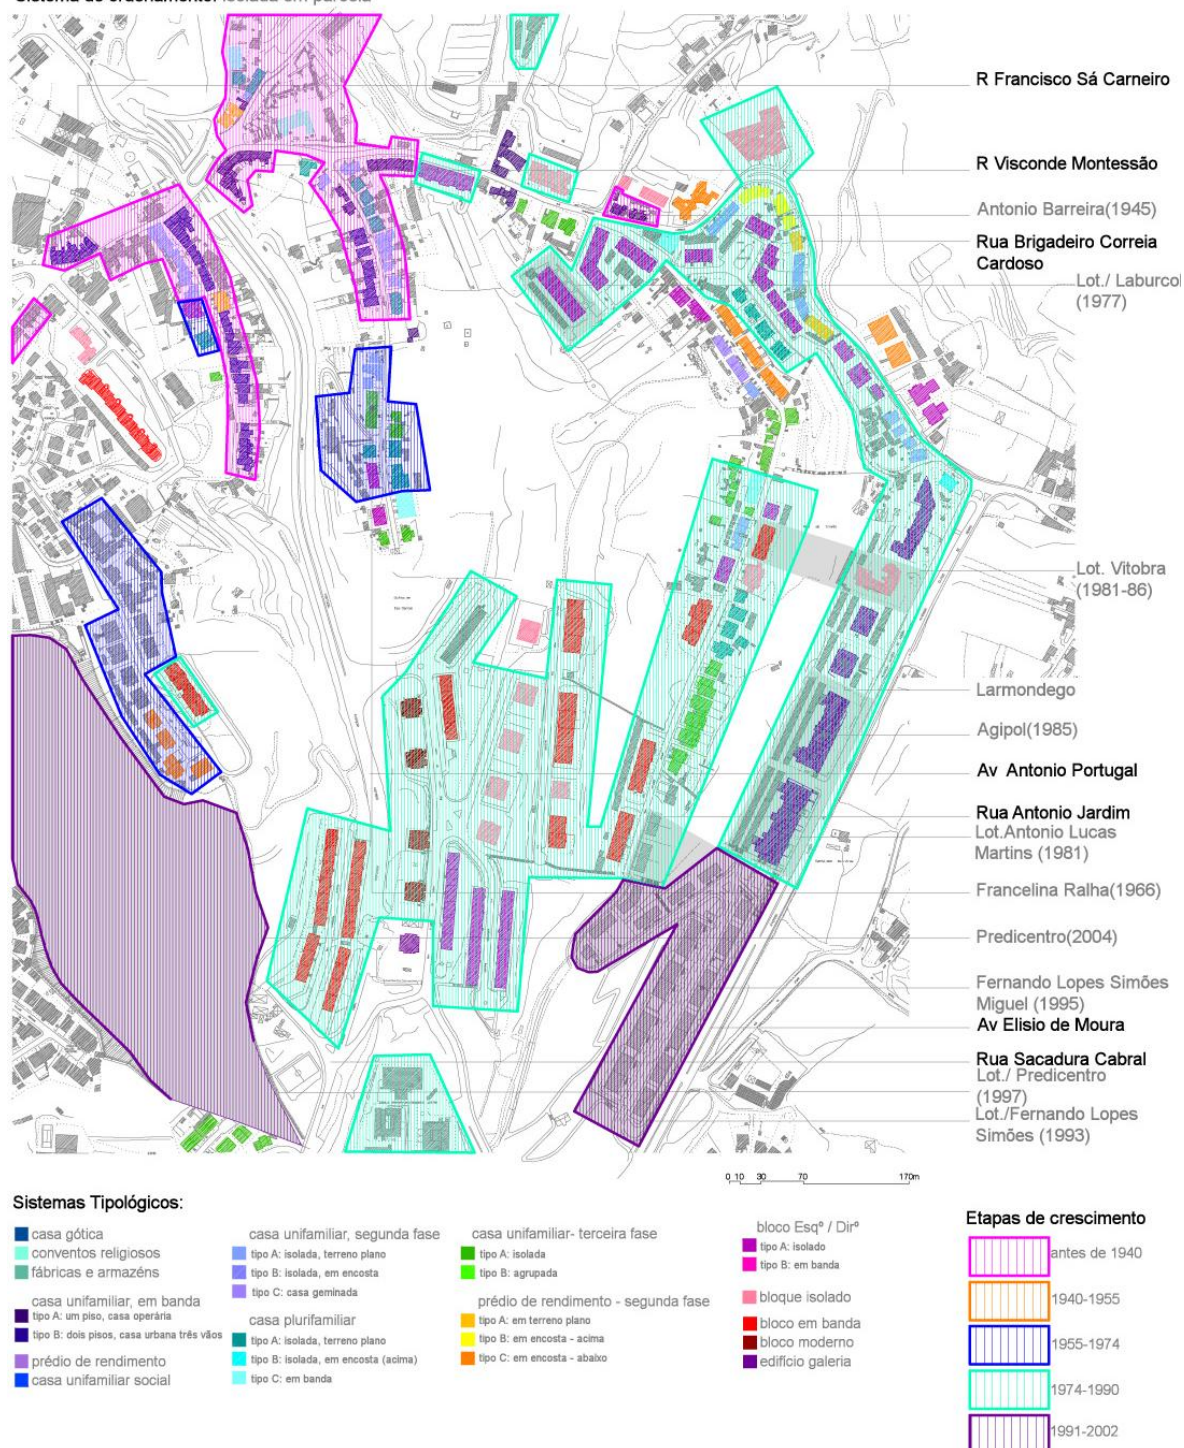 Sistema de ordenamento: isolado em parcela
R Francisco Sá Carneiro
R Visconde Montessão
Antonio Barreira(1945)
Rua Brigadeiro Correia
Cardoso
Lot./ Laburcol
(1977)
Lot. Vitobra
(1981-86)
Larmondego
Agipol(1985)
Av Antonio Portugal
Rua Antonio Jardim
Lot.Antonio Lucas
Martins (1981)
Francelina Ralha(1966)
Predicentro(2004)
Fernando Lopes Simões
Miguel (1995)
Av Elisio de Moura
Rua Sacadura Cabral
Lot./ Predicentro
(1997)
Lot./Fernando Lopes
Simões (1993)
0 10 30 70 170m
Sistemas Tipológicos:
casa gótica
conventos religiosos
fábricas e armazéns
casa unifamiliar, em banda
tipo A: um piso, casa operária
tipo B: dois pisos, casa urbana três vãos
prédio de rendimento
casa unifamiliar social
casa unifamiliar, segunda fase
tipo A: isolada, terreno plano
tipo B: isolada, em encosta
tipo C: casa geminada
casa plurifamiliar
tipo A: isolada, terreno plano
tipo B: isolada, em encosta (acima)
tipo C: em banda
casa unifamiliar- terceira fase
tipo A: isolada
tipo B: agrupada
prédio de rendimento - segunda fase
tipo A: em terreno plano
tipo B: em encosta - acima
tipo C: em encosta - abaixo
bloco Esqº / Dirº
tipo A: isolado
tipo B: em banda
bloque isolado
bloco em banda
bloco moderno
edifício galeria
Etapas de crescimento
antes de 1940
1940-1955
1955-1974
1974-1990
1991-2002